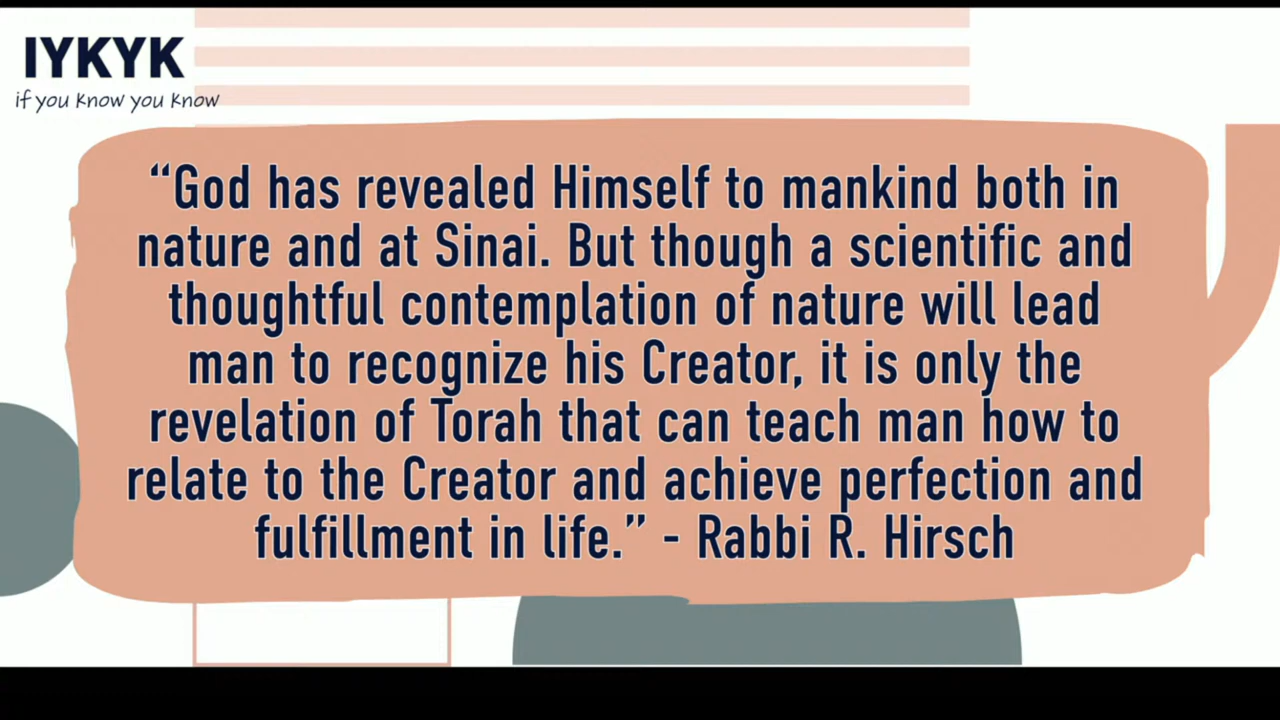 IYKYK
if you know you know
“God has revealed Himself to mankind both in
nature and at Sinai. But though a scientific and
thoughtful contemplation of nature will lead
man to recognize his Creator, it is only the
revelation of Torah that can teach man how to
relate to the Creator and achieve perfection and
fulfillment in life.” - Rabbi R. Hirsch